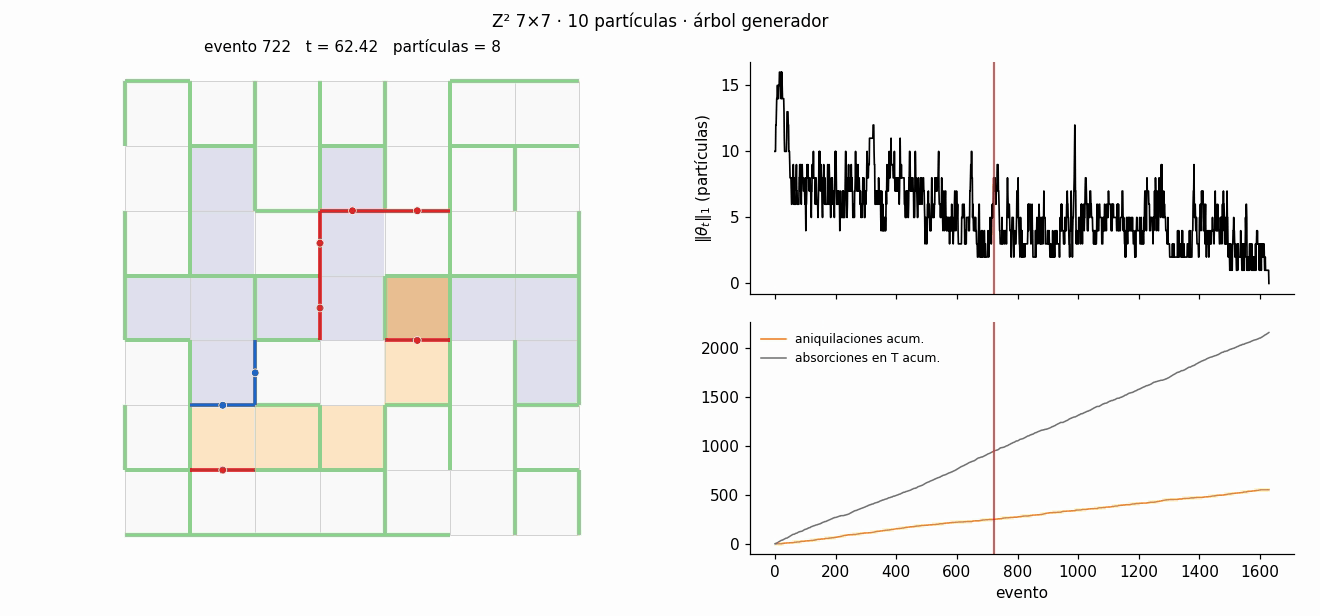 Z² 7×7 · 10 partículas · árbol generador
evento 722   t = 62.42   partículas = 8
15
10
5
0
‖θₜ‖₁ (partículas)
aniquilaciones acum.
absorciones en T acum.
2000
1500
1000
500
0
0 200 400 600 800 1000 1200 1400 1600
evento